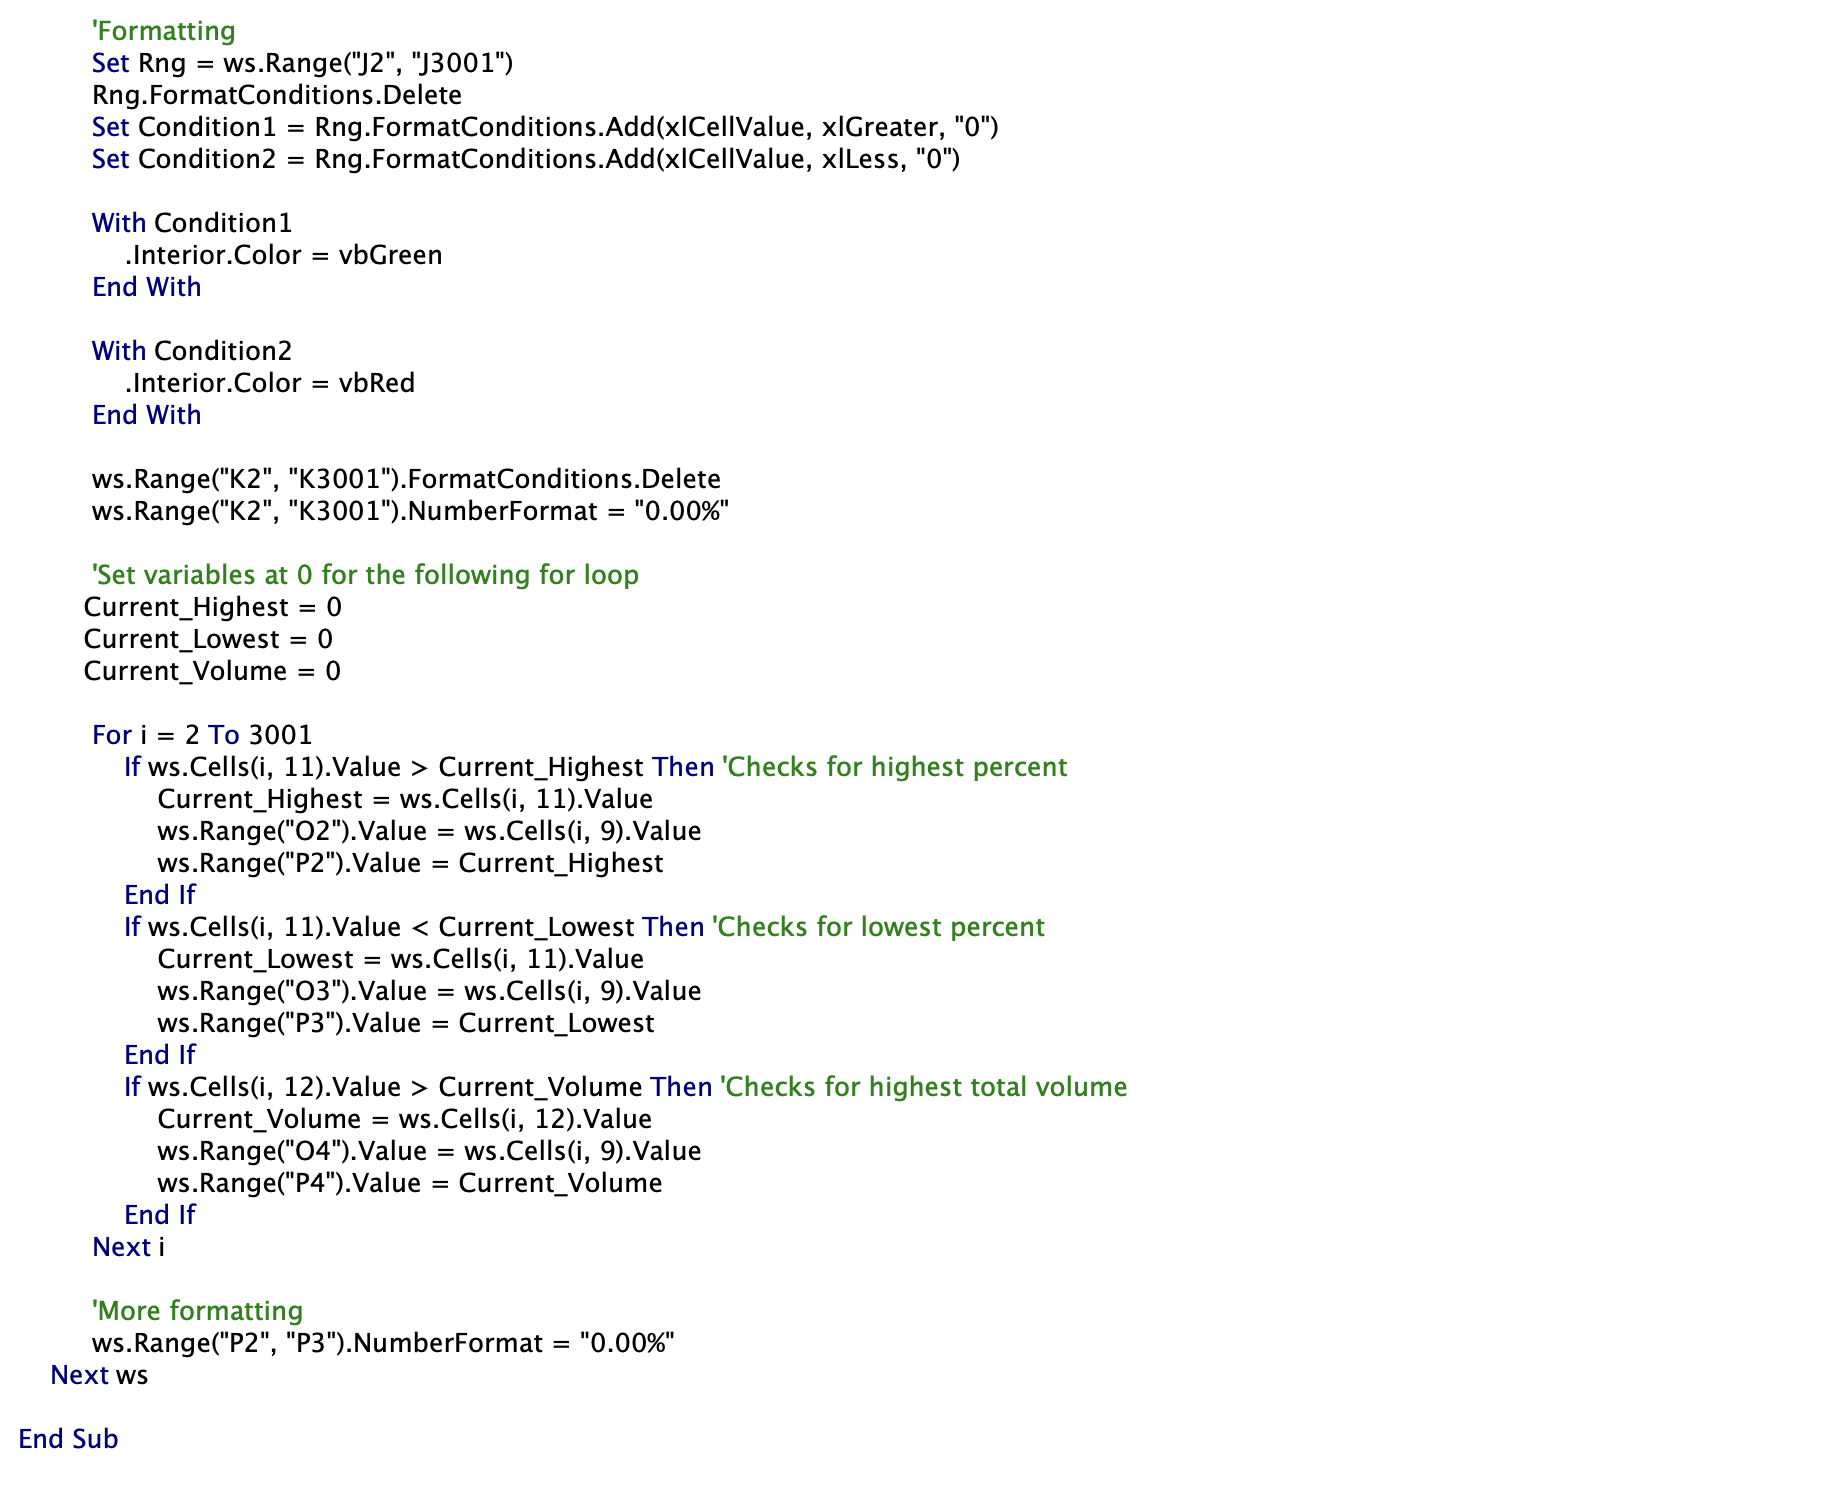 'Formatting
Set Rng = ws.Range("J2", "J3001")
Rng.FormatConditions.Delete
Set Condition1 = Rng.FormatConditions.Add(xlCellValue, xlGreater, "0")
Set Condition2 = Rng.FormatConditions.Add(xlCellValue, xlLess, "0")
With Condition1
.Interior.Color = vbGreen
End With
With Condition2
.Interior.Color = vbRed
End With
ws.Range("K2", "K3001").FormatConditions.Delete
ws.Range("K2", "K3001").NumberFormat = "0.00%"
'Set variables at 0 for the following for loop
Current_Highest = 0
Current_Lowest = 0
Current_Volume = 0
For i = 2 To 3001
If ws.Cells(i, 11).Value > Current_Highest Then 'Checks for highest percent
Current_Highest = ws.Cells(i, 11).Value
ws.Range("O2").Value = ws.Cells(i, 9).Value
ws.Range("P2").Value = Current_Highest
End If
If ws.Cells(i, 11).Value < Current_Lowest Then 'Checks for lowest percent
Current_Lowest = ws.Cells(i, 11).Value
ws.Range("O3").Value = ws.Cells(i, 9).Value
ws.Range("P3").Value = Current_Lowest
End If
If ws.Cells(i, 12).Value > Current_Volume Then 'Checks for highest total volume
Current_Volume = ws.Cells(i, 12).Value
ws.Range("O4").Value = ws.Cells(i, 9).Value
ws.Range("P4").Value = Current_Volume
End If
Next i
'More formatting
ws.Range("P2", "P3").NumberFormat = "0.00%"
Next ws
End Sub